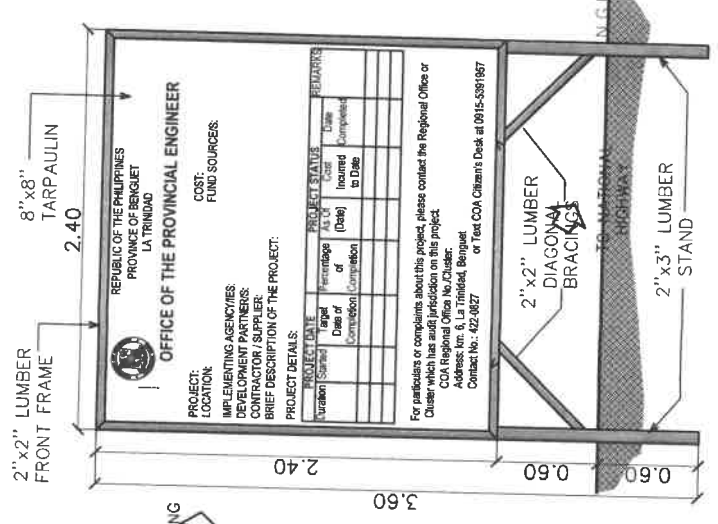 2"x2" LUMBER
FRONT FRAME
8"x8"
TARPAULIN
2.40
REPUBLIC OF THE PHILIPPINES
PROVINCE OF BENGUET
LA TRINIDAD
OFFICE OF THE PROVINCIAL ENGINEER
PROJECT:
LOCATION:
COST:
FUND SOURCE/S:
IMPLEMENTING AGENCY/IES:
DEVELOPMENT PARTNER/S:
CONTRACTOR / SUPPLIER:
BRIEF DESCRIPTION OF THE PROJECT:
PROJECT DETAILS:
PROJECT DATE
PROJECT STATUS
REMARKS
Duration
Started
Target Date of Completion
Percentage of Completion
As Of (Date)
Cost Incurred to Date
Date Completed
For particulars or complaints about this project, please contact the Regional Office or
Cluster which has audit jurisdiction on this project.
COA Regional Office No./Cluster:
Address: km. 6, La Trinidad, Benguet
Contact No.: 422-0827 or Text COA Citizen's Desk at 0915-5391957
2.40
0.60
0.60
3.60
2"x2" LUMBER
DIAGONAL
BRACINGS
TO NATIONAL
HIGHWAY
2"x3" LUMBER
STAND
NG